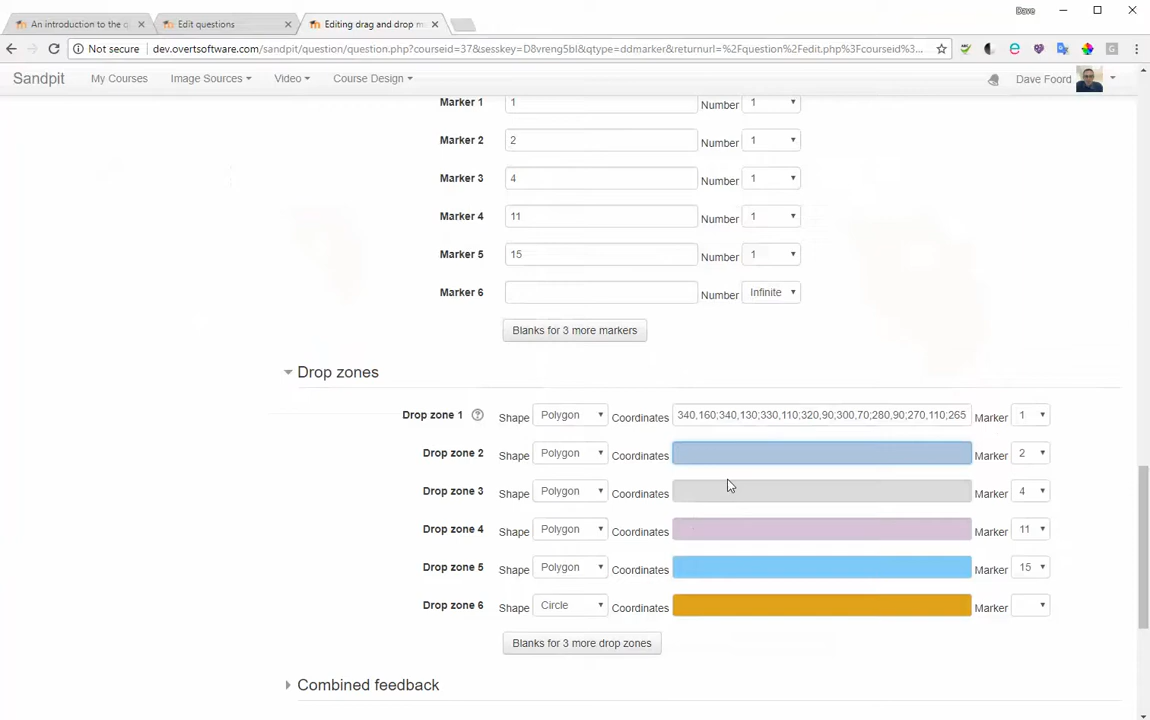 Dave
An introduction to the q
Edit questions
Editing drag and drop m
Not secure dev.overtsoftware.com/sandpit/question/question.php?courseid=37&sesskey=D8vreng5bI&qtype=ddmarker&returnurl=%2Fquestion%2Fedit.php%3Fcourseid%3...
Sandpit My Courses Image Sources Video Course Design Dave Foord
Marker 1 1 Number 1
Marker 2 2 Number 1
Marker 3 4 Number 1
Marker 4 11 Number 1
Marker 5 15 Number 1
Marker 6 Number Infinite
Blanks for 3 more markers
Drop zones
Drop zone 1 Shape Polygon Coordinates 340,160;340,130;330,110;320,90;300,70;280,90;270,110;265 Marker 1
Drop zone 2 Shape Polygon Coordinates Marker 2
Drop zone 3 Shape Polygon Coordinates Marker 4
Drop zone 4 Shape Polygon Coordinates Marker 11
Drop zone 5 Shape Polygon Coordinates Marker 15
Drop zone 6 Shape Circle Coordinates Marker
Blanks for 3 more drop zones
Combined feedback